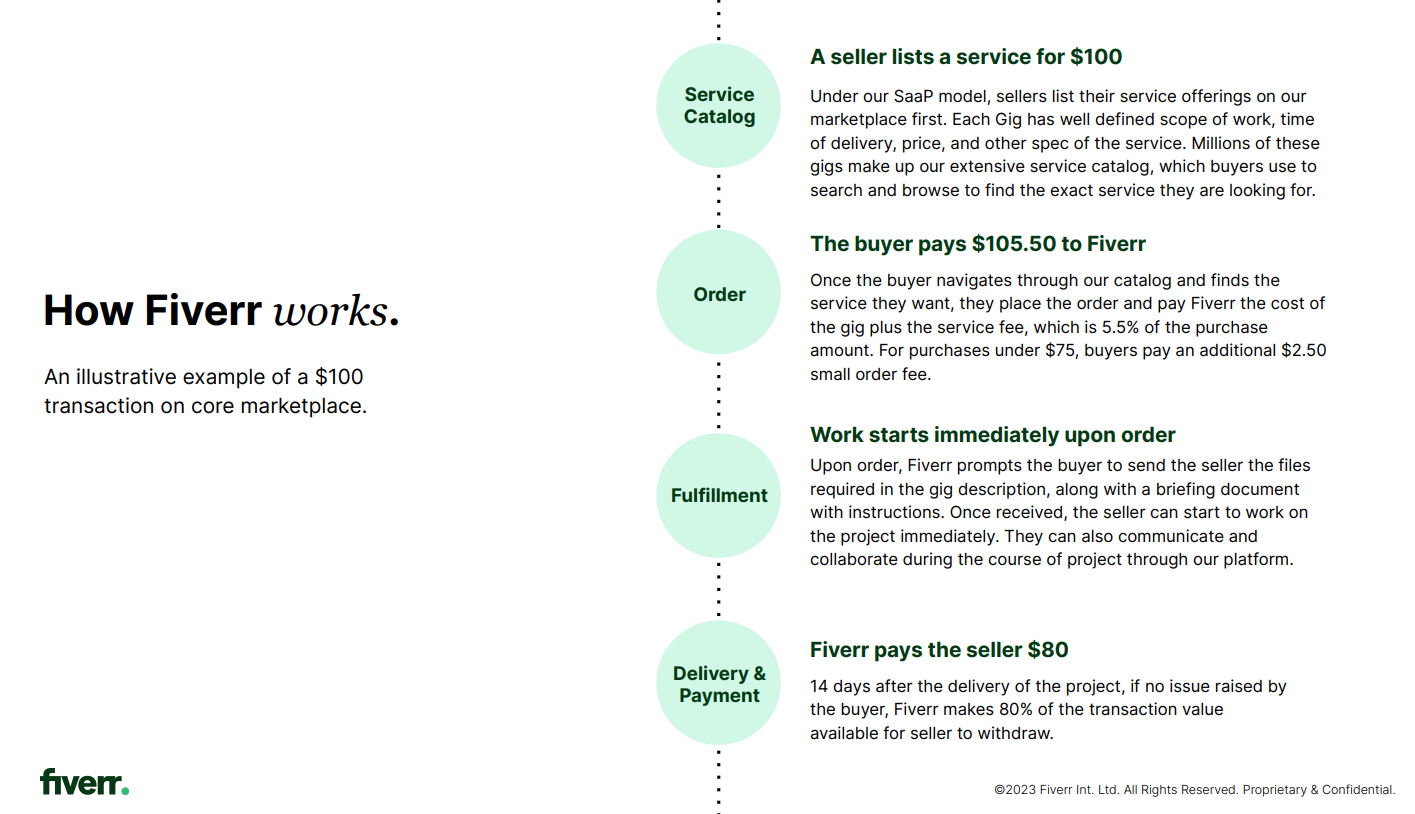 How Fiverr works.
An illustrative example of a $100
transaction on core marketplace.
Service
Catalog
A seller lists a service for $100
Under our SaaP model, sellers list their service offerings on our
marketplace first. Each Gig has well defined scope of work, time
of delivery, price, and other spec of the service. Millions of these
gigs make up our extensive service catalog, which buyers use to
search and browse to find the exact service they are looking for.
Order
The buyer pays $105.50 to Fiverr
Once the buyer navigates through our catalog and finds the
service they want, they place the order and pay Fiverr the cost of
the gig plus the service fee, which is 5.5% of the purchase
amount. For purchases under $75, buyers pay an additional $2.50
small order fee.
Fulfillment
Work starts immediately upon order
Upon order, Fiverr prompts the buyer to send the seller the files
required in the gig description, along with a briefing document
with instructions. Once received, the seller can start to work on
the project immediately. They can also communicate and
collaborate during the course of project through our platform.
Delivery &
Payment
Fiverr pays the seller $80
14 days after the delivery of the project, if no issue raised by
the buyer, Fiverr makes 80% of the transaction value
available for seller to withdraw.
fiverr.
©2023 Fiverr Int. Ltd. All Rights Reserved. Proprietary & Confidential.